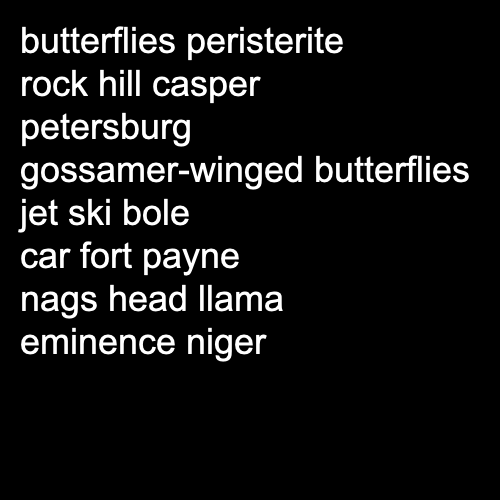 butterflies peristerite
rock hill casper
petersburg
gossamer-winged butterflies
jet ski bole
car fort payne
nags head llama
eminence niger